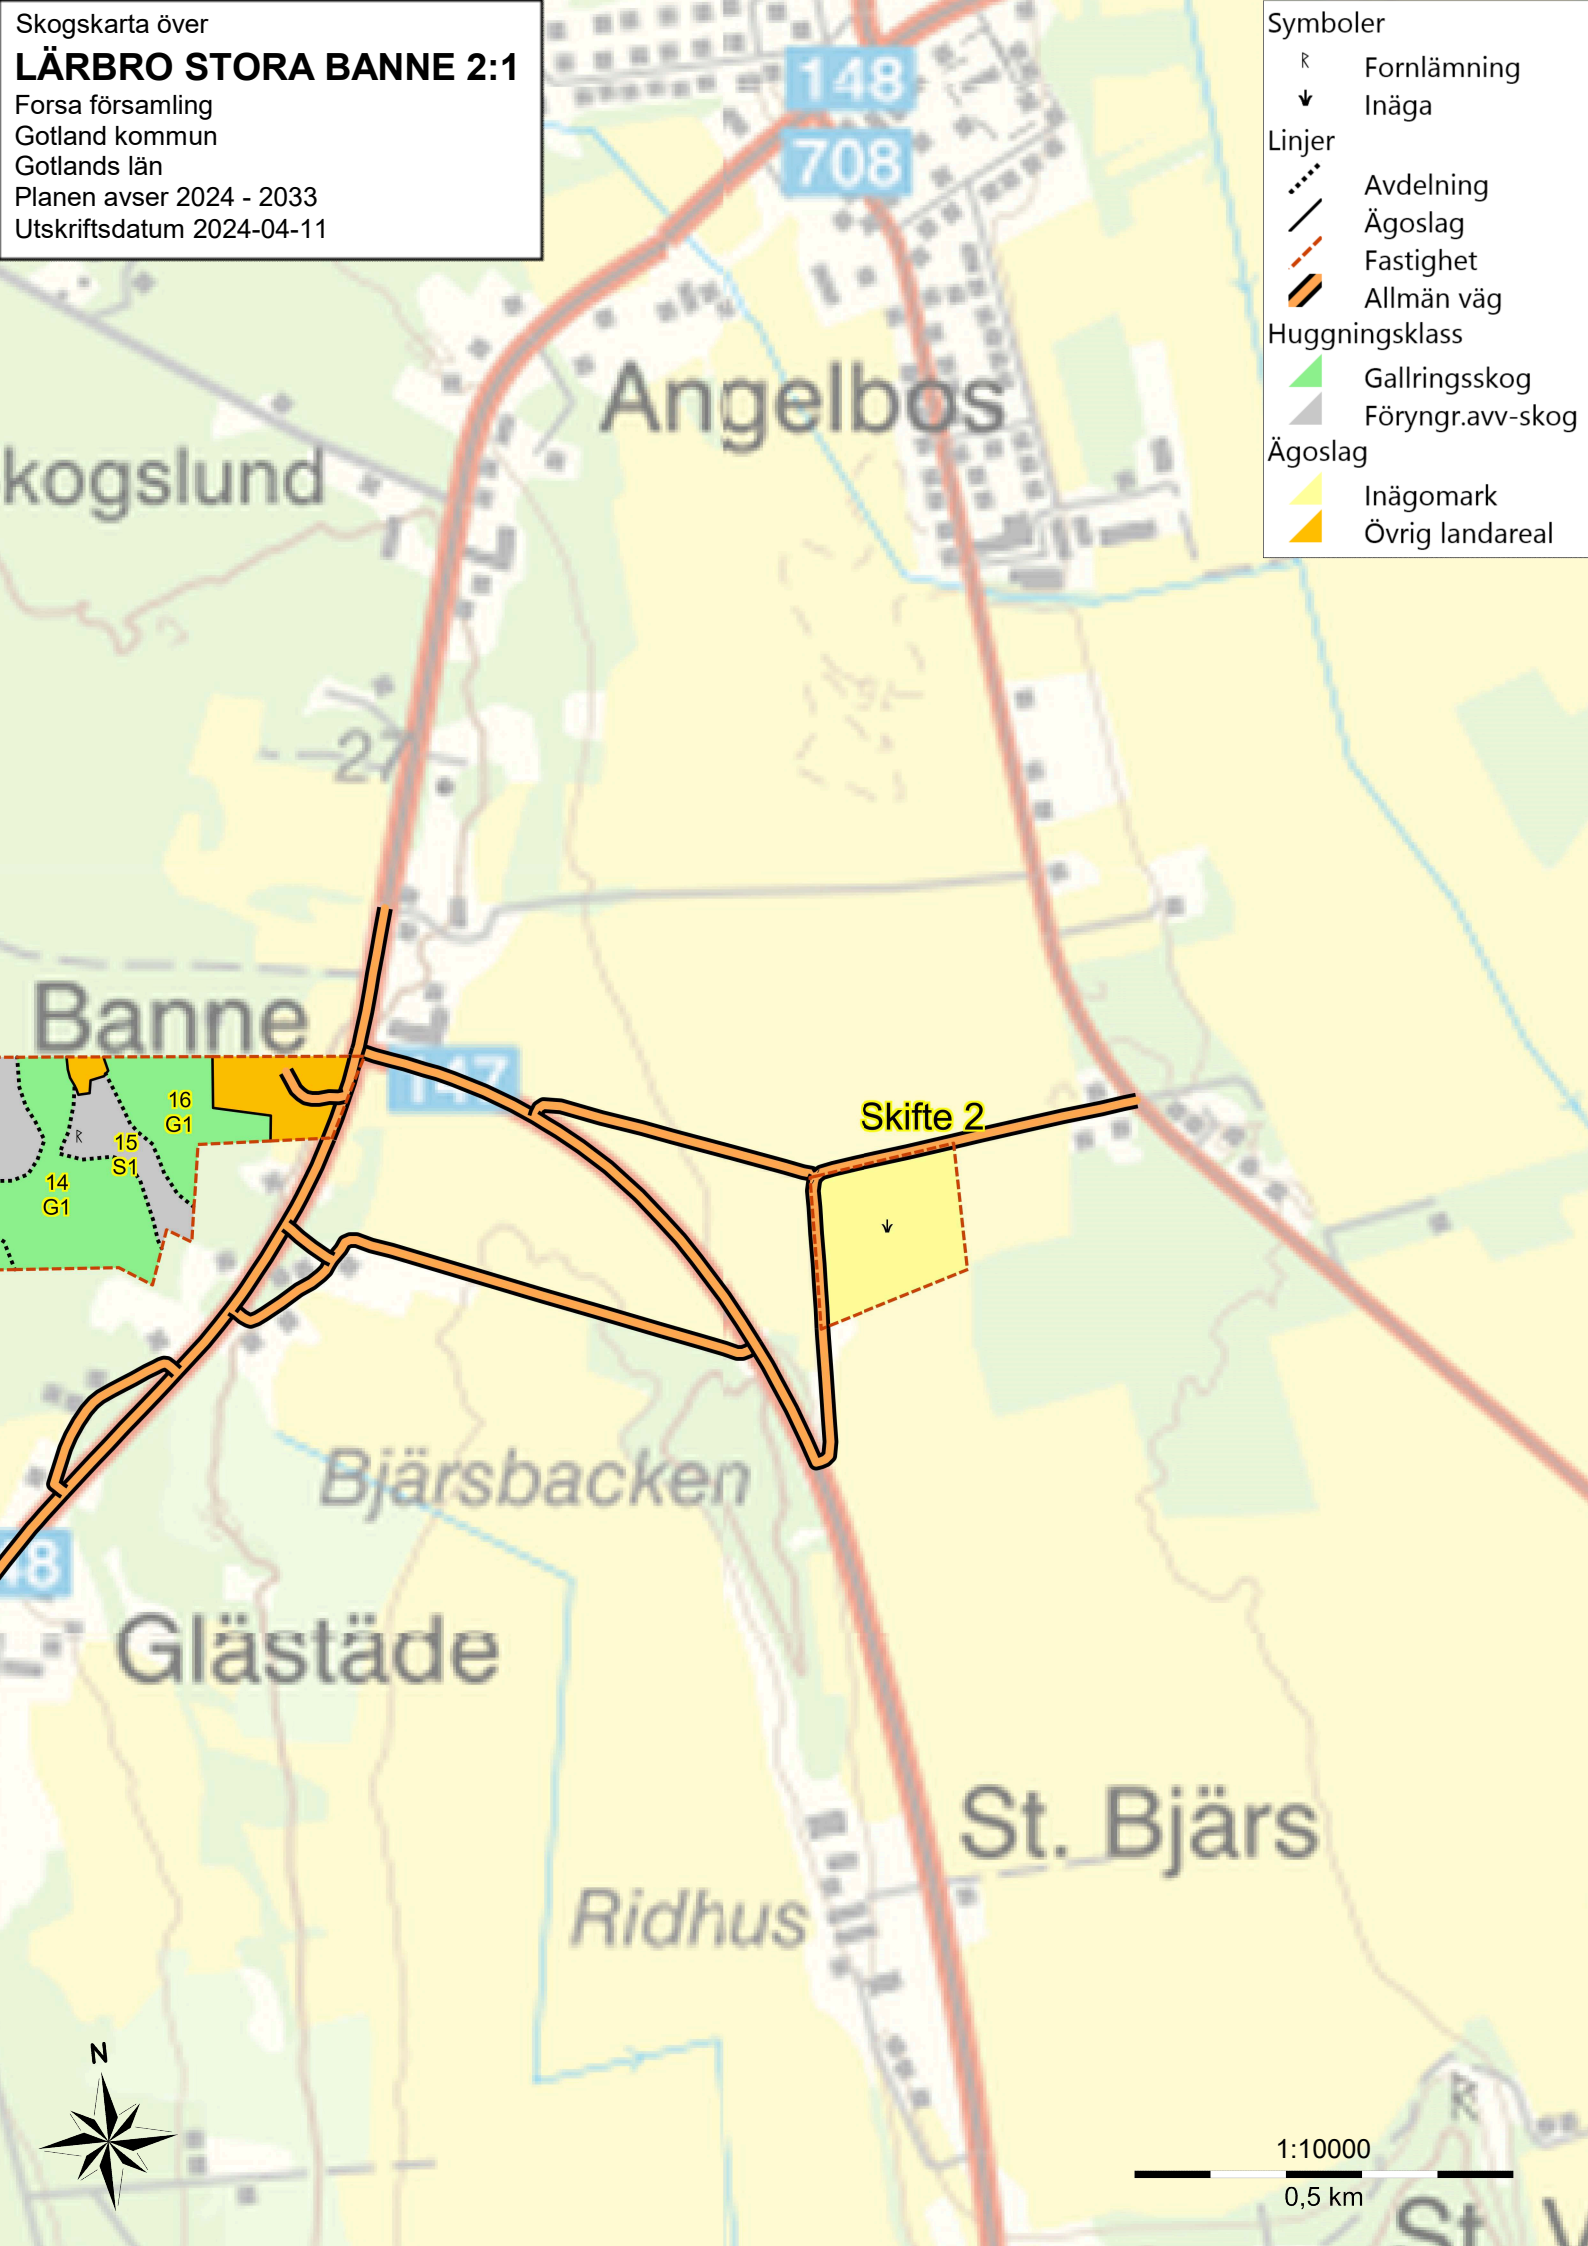 Skogskarta över
LÄRBRO STORA BANNE 2:1
Forsa församling
Gotland kommun
Gotlands län
Planen avser 2024 - 2033
Utskriftsdatum 2024-04-11
Symboler
Fornlämning
Inäga
Linjer
Avdelning
Ägoslag
Fastighet
Allmän väg
Huggningsklass
Gallringsskog
Föryngr.avv-skog
Ägoslag
Inägomark
Övrig landareal
148
708
Angelbos
kogslund
27
Banne
147
16
G1
15
S1
14
G1
Skifte 2
Bjärsbacken
48
Glästäde
St. Bjärs
Ridhus
N
1:10000
0,5 km
St